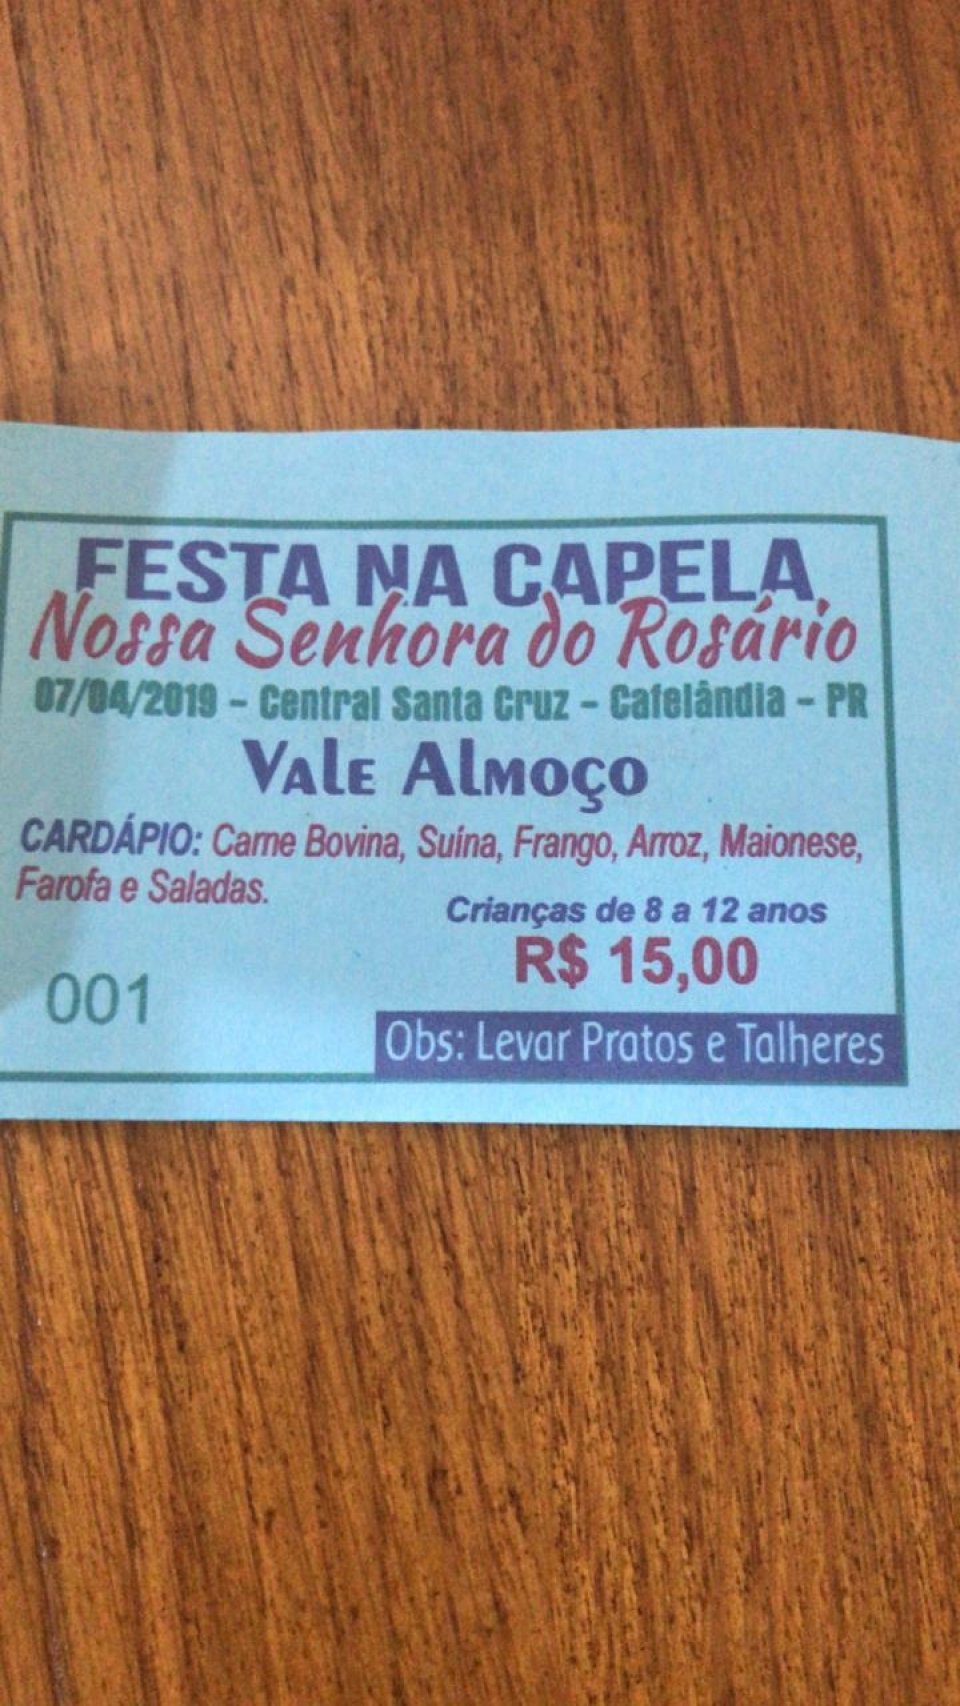 FESTA NA CAPELA
Nossa Senhora do Rosário
07/04/2019 - Central Santa Cruz - Cafelândia - PR
Vale Almoço
CARDÁPIO: Carne Bovina, Suína, Frango, Arroz, Maionese,
Farofa e Saladas.
Crianças de 8 a 12 anos
R$ 15,00
001
Obs: Levar Pratos e Talheres